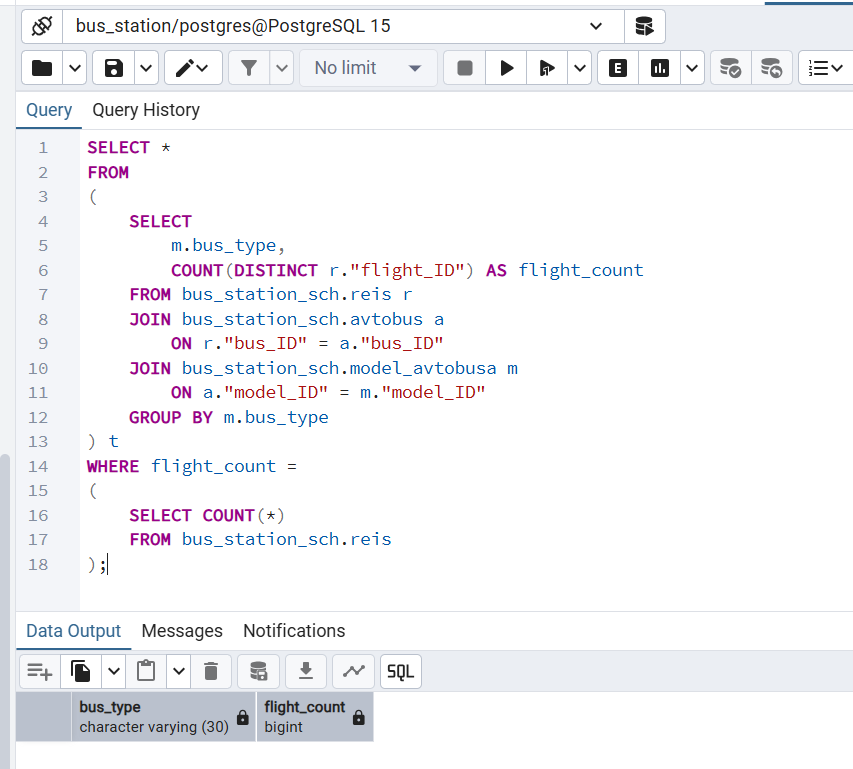 bus_station/postgres@PostgreSQL 15
No limit
E
Query Query History
1 SELECT *
2 FROM
3 (
4     SELECT
5         m.bus_type,
6         COUNT(DISTINCT r."flight_ID") AS flight_count
7     FROM bus_station_sch.reis r
8     JOIN bus_station_sch.avtobus a
9         ON r."bus_ID" = a."bus_ID"
10     JOIN bus_station_sch.model_avtobusa m
11         ON a."model_ID" = m."model_ID"
12     GROUP BY m.bus_type
13 ) t
14 WHERE flight_count =
15 (
16     SELECT COUNT(*)
17     FROM bus_station_sch.reis
18 );
Data Output Messages Notifications
SQL
bus_type flight_count
character varying (30) bigint